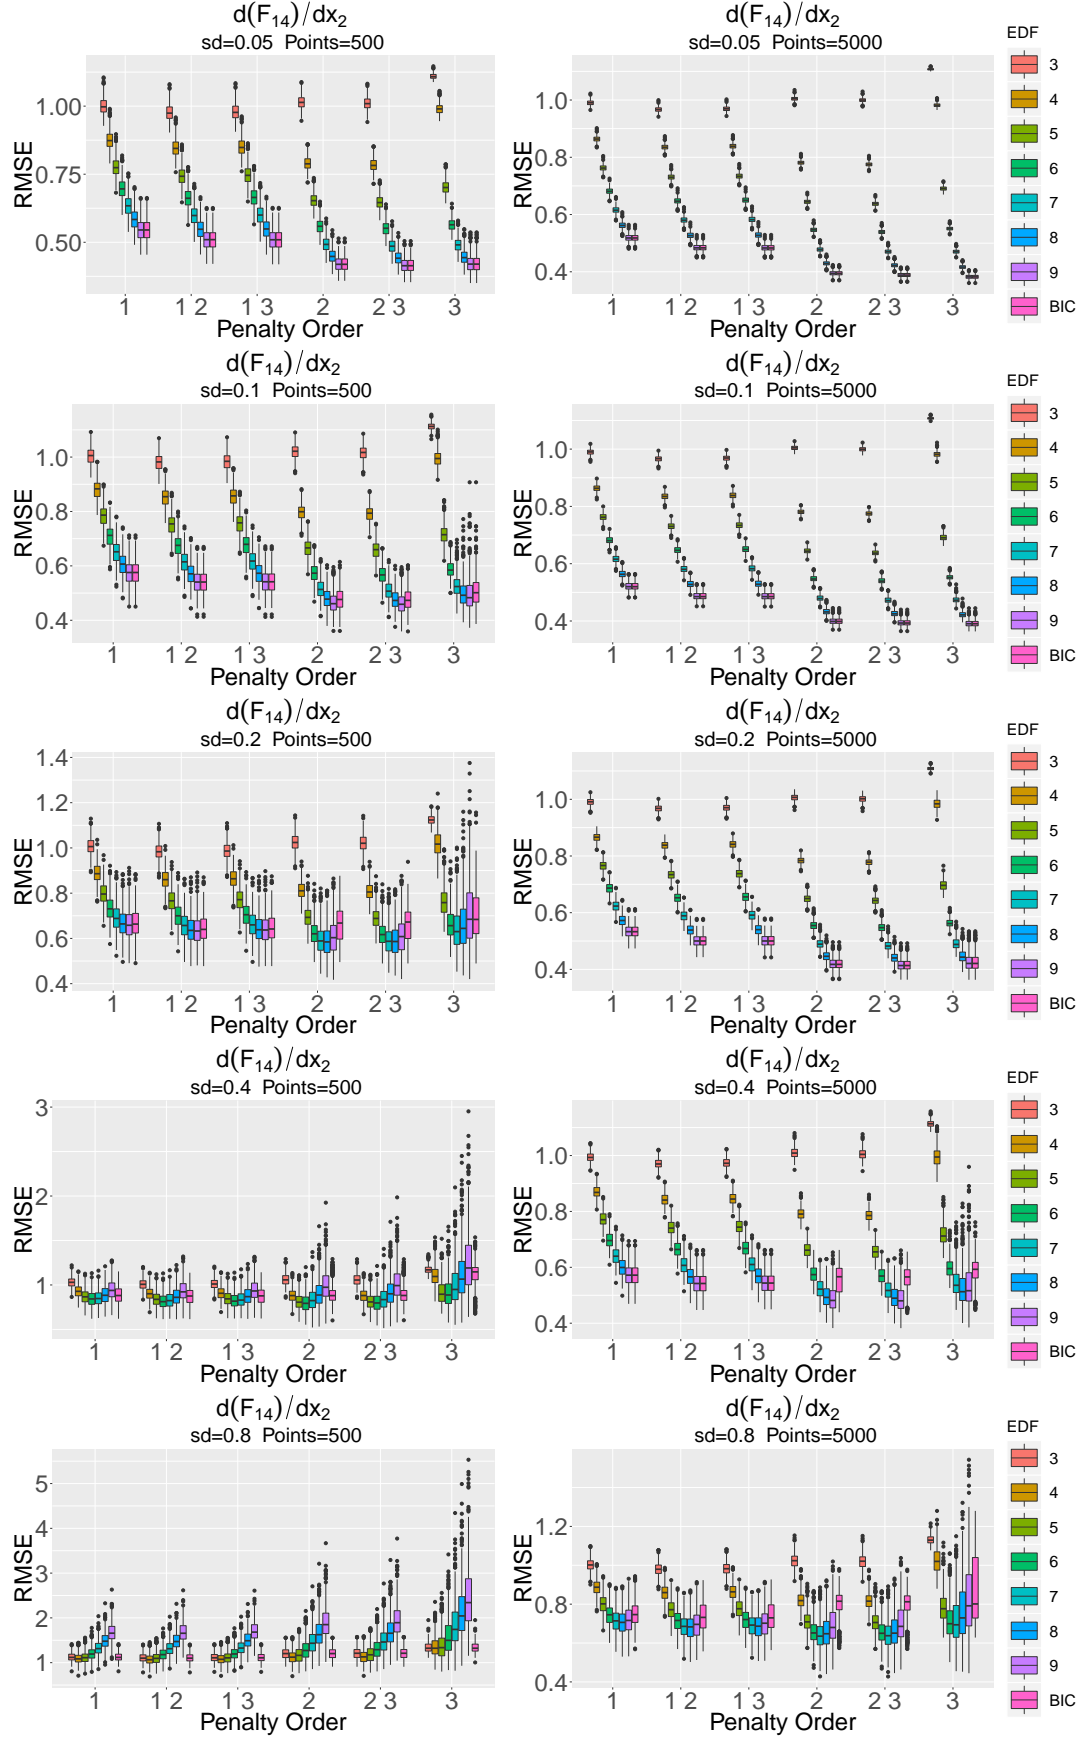 d(F₁₄)/dx₂
sd=0.05 Points=500
RMSE
1.00
0.75
0.50
1 1 2 1 3 2 2 3 3
Penalty Order
d(F₁₄)/dx₂
sd=0.05 Points=5000
RMSE
1.0
0.8
0.6
0.4
1 1 2 1 3 2 2 3 3
Penalty Order
EDF
3
4
5
6
7
8
9
BIC
d(F₁₄)/dx₂
sd=0.1 Points=500
RMSE
1.0
0.8
0.6
0.4
1 1 2 1 3 2 2 3 3
Penalty Order
d(F₁₄)/dx₂
sd=0.1 Points=5000
RMSE
1.0
0.8
0.6
0.4
1 1 2 1 3 2 2 3 3
Penalty Order
EDF
3
4
5
6
7
8
9
BIC
d(F₁₄)/dx₂
sd=0.2 Points=500
RMSE
1.4
1.2
1.0
0.8
0.6
0.4
1 1 2 1 3 2 2 3 3
Penalty Order
d(F₁₄)/dx₂
sd=0.2 Points=5000
RMSE
1.0
0.8
0.6
0.4
1 1 2 1 3 2 2 3 3
Penalty Order
EDF
3
4
5
6
7
8
9
BIC
d(F₁₄)/dx₂
sd=0.4 Points=500
RMSE
3
2
1
1 1 2 1 3 2 2 3 3
Penalty Order
d(F₁₄)/dx₂
sd=0.4 Points=5000
RMSE
1.0
0.8
0.6
0.4
1 1 2 1 3 2 2 3 3
Penalty Order
EDF
3
4
5
6
7
8
9
BIC
d(F₁₄)/dx₂
sd=0.8 Points=500
RMSE
5
4
3
2
1
1 1 2 1 3 2 2 3 3
Penalty Order
d(F₁₄)/dx₂
sd=0.8 Points=5000
RMSE
1.2
0.8
0.4
1 1 2 1 3 2 2 3 3
Penalty Order
EDF
3
4
5
6
7
8
9
BIC